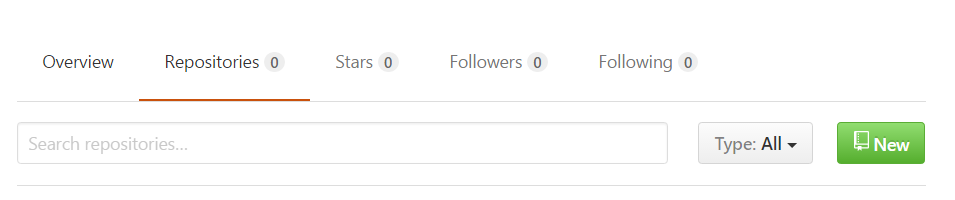 Overview Repositories 0 Stars 0 Followers 0 Following 0
Search repositories... Type: All New